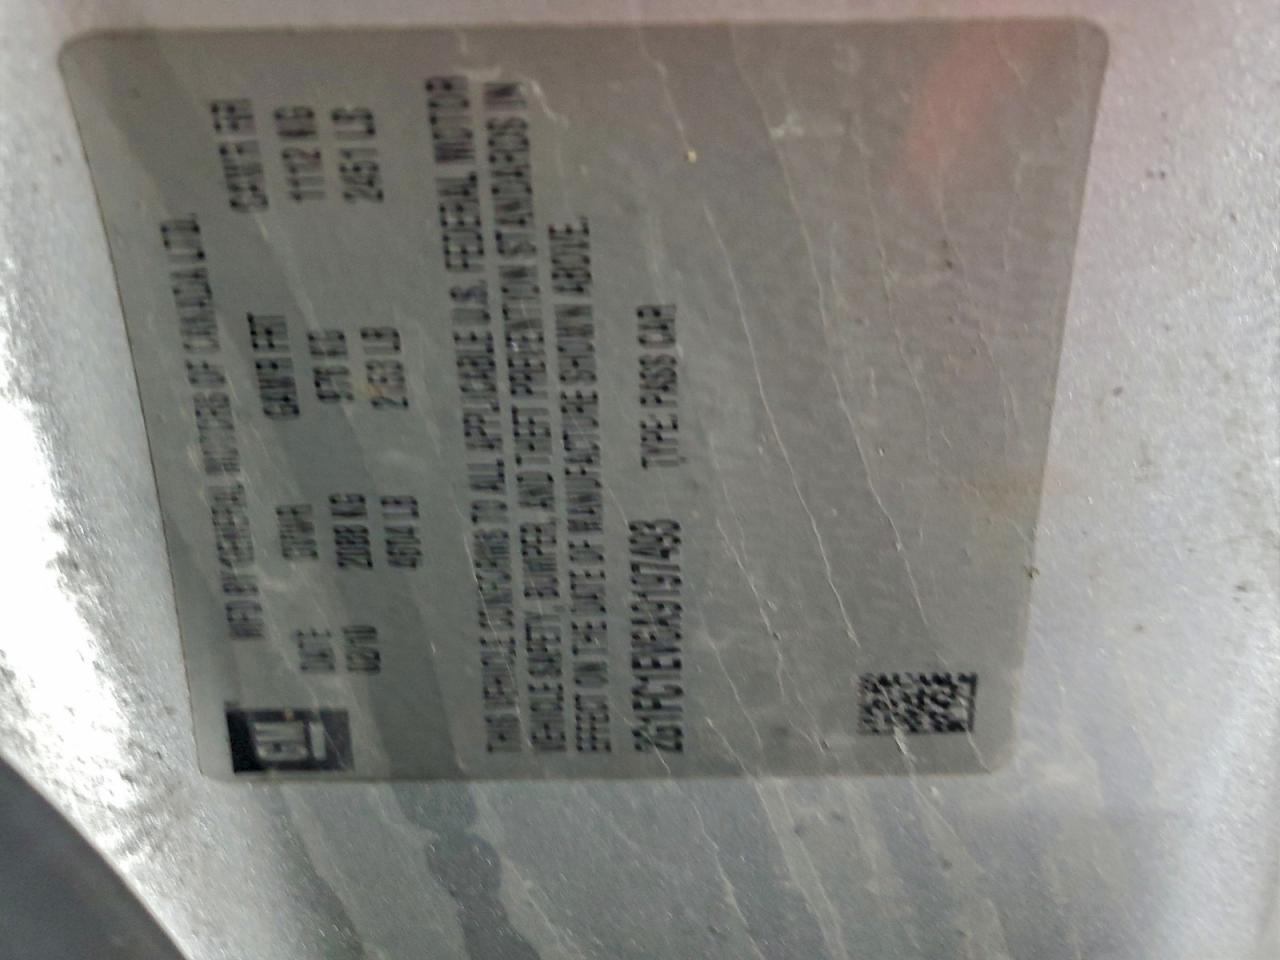 GM
MFD BY GENERAL MOTORS OF CANADA LTD.
DATE GVWR GAWR FRT GAWR RR
02/10 2088 KG 976 KG 1112 KG
4604 LB 2153 LB 2451 LB
THIS VEHICLE CONFORMS TO ALL APPLICABLE U.S. FEDERAL MOTOR
VEHICLE SAFETY, BUMPER, AND THEFT PREVENTION STANDARDS IN
EFFECT ON THE DATE OF MANUFACTURE SHOWN ABOVE.
2G1FC1EV6A9197493 TYPE: PASS CAR